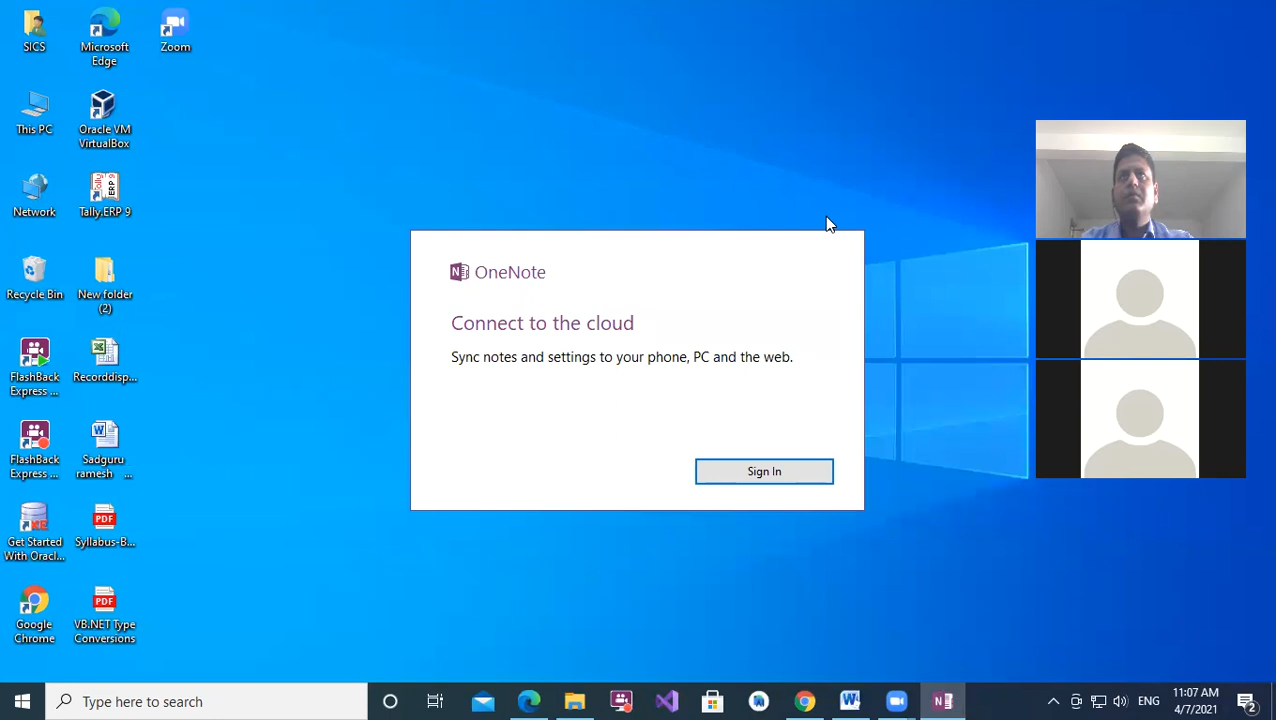 SICS
Microsoft
Edge
Zoom
This PC
Oracle VM
VirtualBox
Network
Tally.ERP 9
Recycle Bin
New folder
(2)
FlashBack
Express ...
Recorddisp...
FlashBack
Express ...
Sadguru
ramesh ...
Get Started
With Oracl...
Syllabus-B...
Google
Chrome
VB.NET Type
Conversions
OneNote
Connect to the cloud
Sync notes and settings to your phone, PC and the web.
Sign In
Type here to search
ENG
11:07 AM
4/7/2021
2